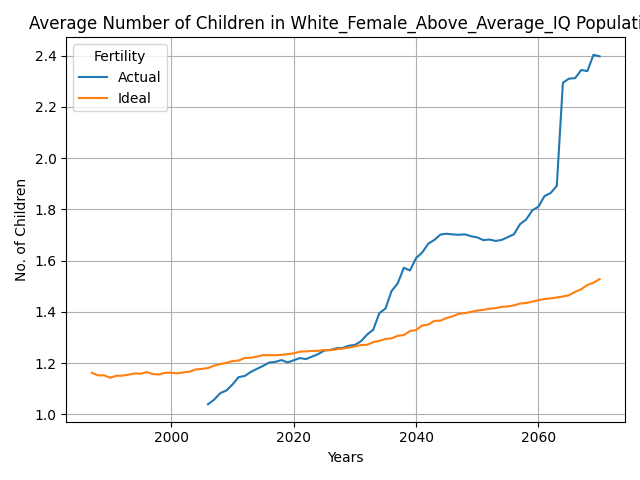 Average Number of Children in White_Female_Above_Average_IQ Populati
Fertility
Actual
Ideal
No. of Children
2.4
2.2
2.0
1.8
1.6
1.4
1.2
1.0
2000
2020
2040
2060
Years